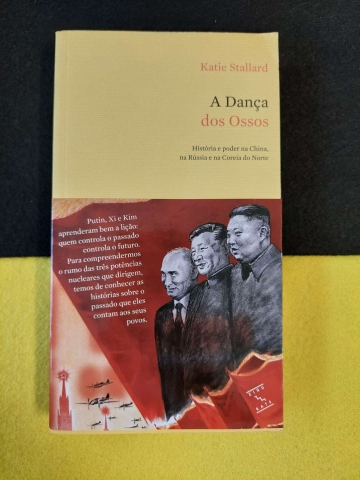 Katie Stallard
A Dança
dos Ossos
História e poder na China,
na Rússia e na Coreia do Norte
Putin, Xi e Kim
aprenderam bem a lição:
quem controla o passado
controla o futuro.
Para compreendermos
o rumo das três potências
nucleares que dirigem,
temos de conhecer as
histórias sobre o
passado que eles
contam aos seus
povos.
ZIGU
RATE